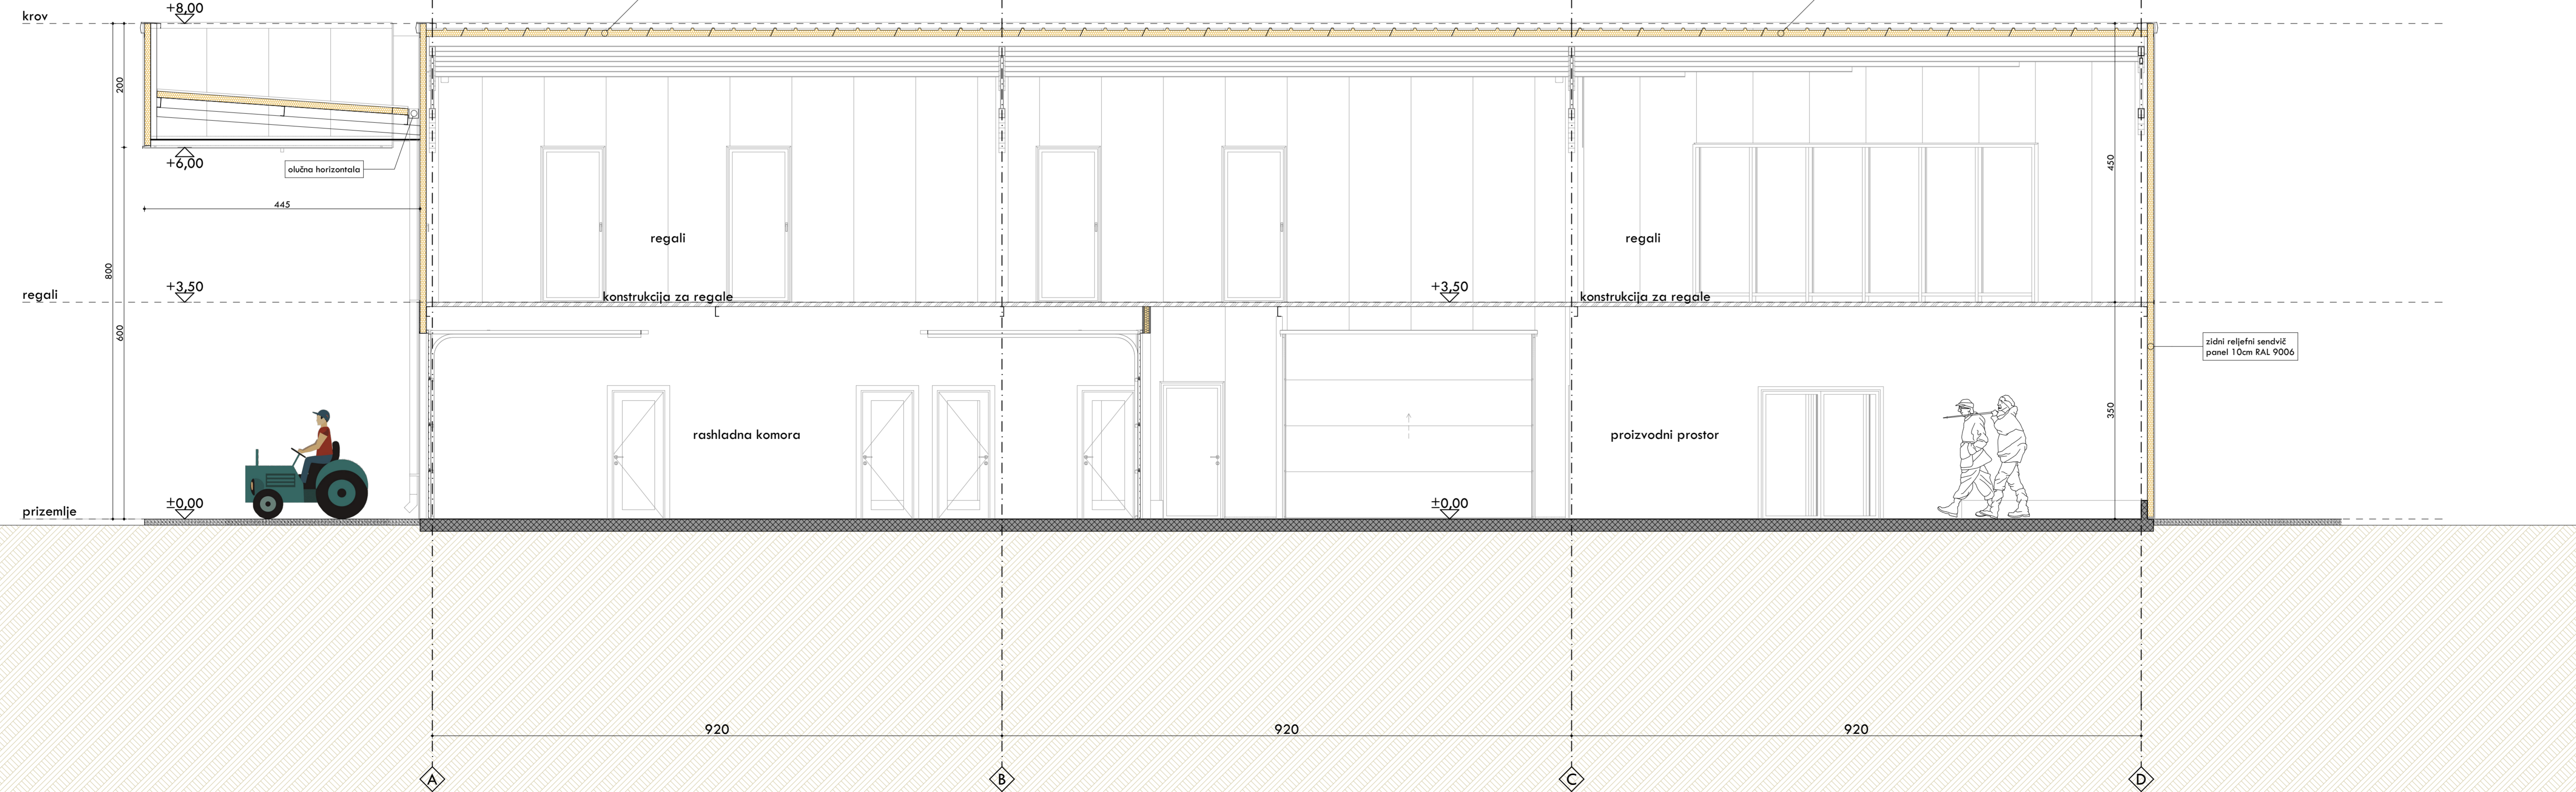 krov
+8,00
200
+6,00
olučna horizontala
445
450
regali
regali
800
regali
+3,50
konstrukcija za regale
+3,50
konstrukcija za regale
600
zidni reljefni sendvič
panel 10cm RAL 9006
350
rashladna komora
proizvodni prostor
prizemlje
±0,00
±0,00
920
920
920
A
B
C
D